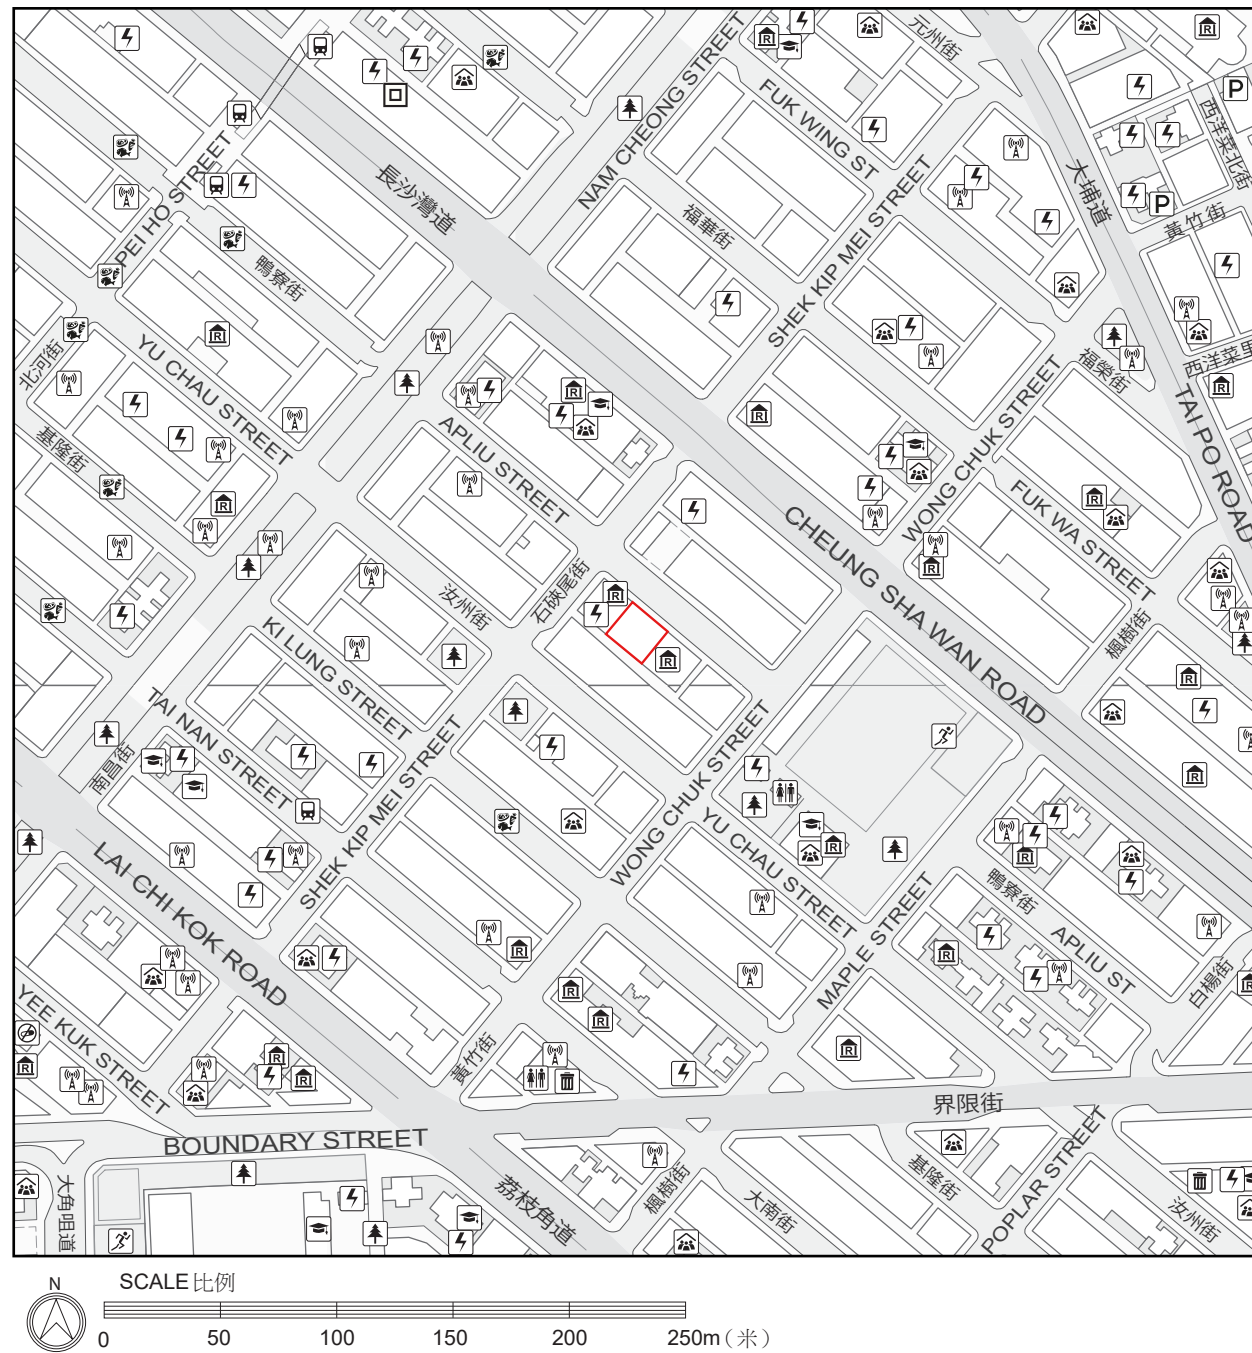 元州街
NAM CHEONG STREET
FUK WING ST
大埔道
西洋菜北街
P
P
黃竹街
PEI HO STREET
長沙灣道
福華街
SHEK KIP MEI STREET
鴨寮街
北河街
YU CHAU STREET
西洋菜里
福榮街
TAI PO ROAD
基隆街
APLIU STREET
WONG CHUK STREET
FUK WA STREET
CHEUNG SHA WAN ROAD
石硤尾街
汝州街
楓樹街
KI LUNG STREET
TAI NAN STREET
南昌街
SHEK KIP MEI STREET
WONG CHUK STREET
YU CHAU STREET
LAI CHI KOK ROAD
鴨寮街
APLIU ST
MAPLE STREET
白楊街
YEE KUK STREET
黃竹街
界限街
BOUNDARY STREET
POPLAR STREET
基隆街
大角咀道
荔枝角道
楓樹街
大南街
汝州街
N
SCALE 比例
0 50 100 150 200 250m(米)